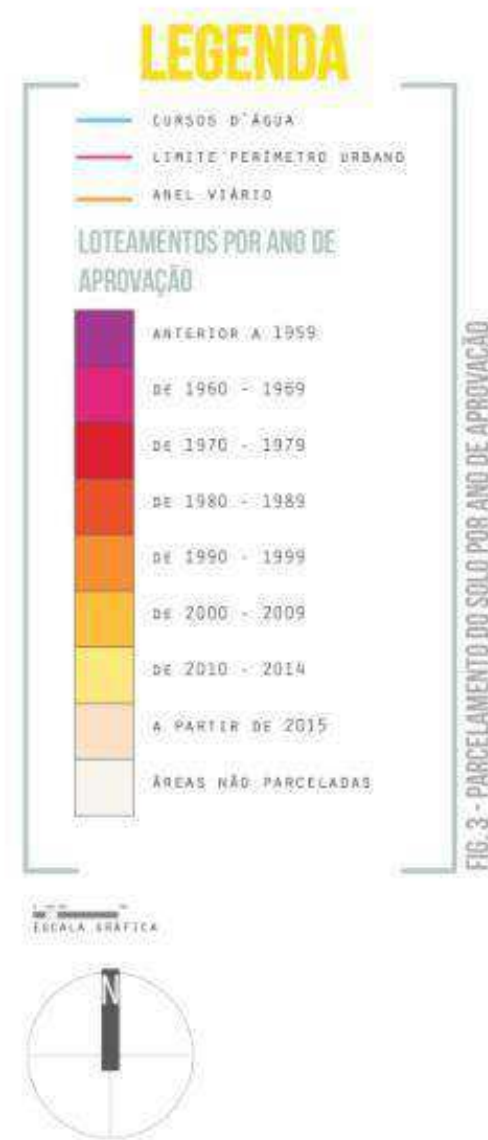 LEGENDA
CURSOS D'ÁGUA
LIMITE PERÍMETRO URBANO
ANEL VIÁRIO
LOTEAMENTOS POR ANO DE
APROVAÇÃO
ANTERIOR A 1959
DE 1960 - 1969
DE 1970 - 1979
DE 1980 - 1989
DE 1990 - 1999
DE 2000 - 2009
DE 2010 - 2014
A PARTIR DE 2015
ÁREAS NÃO PARCELADAS
FIG. 3 - PARCELAMENTO DO SOLO POR ANO DE APROVAÇÃO
ESCALA GRÁFICA
N